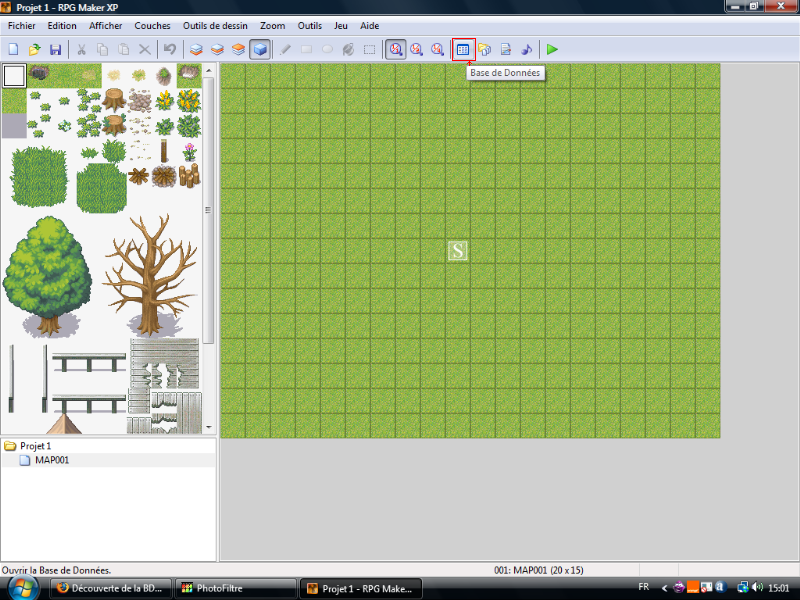 Projet 1 - RPG Maker XP
Fichier Edition Afficher Couches Outils de dessin Zoom Outils Jeu Aide
Base de Données
S
Projet 1
MAP001
Ouvrir la Base de Données.
001: MAP001 (20 x 15)
Découverte de la BD... PhotoFiltre Projet 1 - RPG Make... FR 15:01